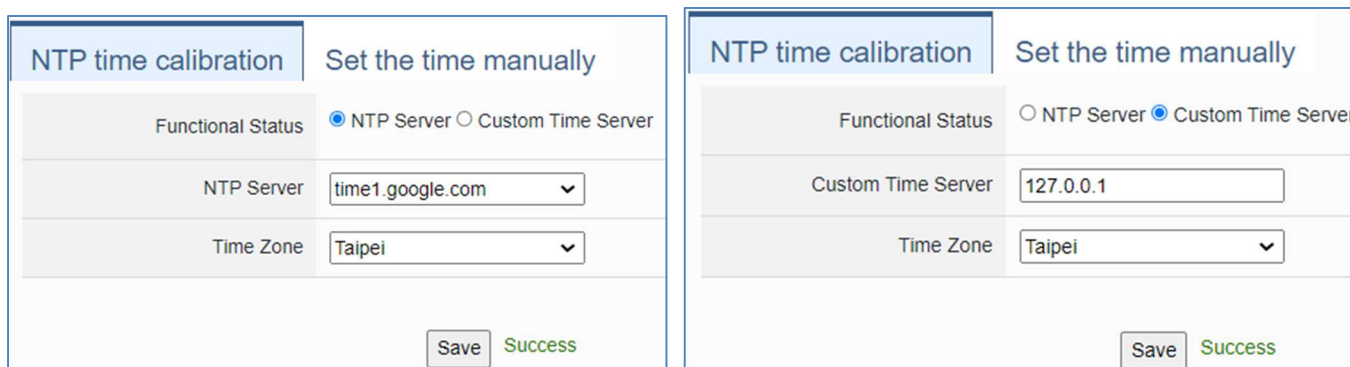 NTP time calibration Set the time manually
Functional Status NTP Server Custom Time Server
NTP Server time1.google.com
Time Zone Taipei
Save Success
NTP time calibration Set the time manually
Functional Status NTP Server Custom Time Server
Custom Time Server 127.0.0.1
Time Zone Taipei
Save Success